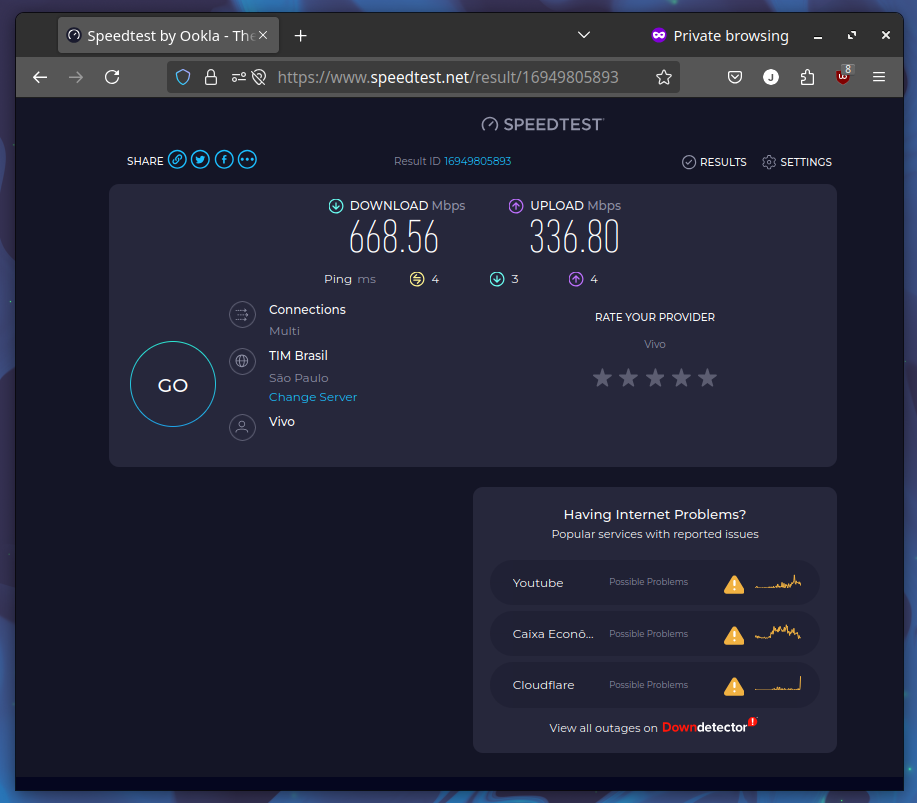 Speedtest by Ookla - The
Private browsing
https://www.speedtest.net/result/16949805893
J
8
SPEEDTEST
SHARE
Result ID 16949805893
RESULTS
SETTINGS
DOWNLOAD Mbps
UPLOAD Mbps
668.56
336.80
Ping ms 4 3 4
Connections
Multi
RATE YOUR PROVIDER
Vivo
GO
TIM Brasil
São Paulo
Change Server
Vivo
Having Internet Problems?
Popular services with reported issues
Youtube Possible Problems
Caixa Econô... Possible Problems
Cloudflare Possible Problems
View all outages on Downdetector